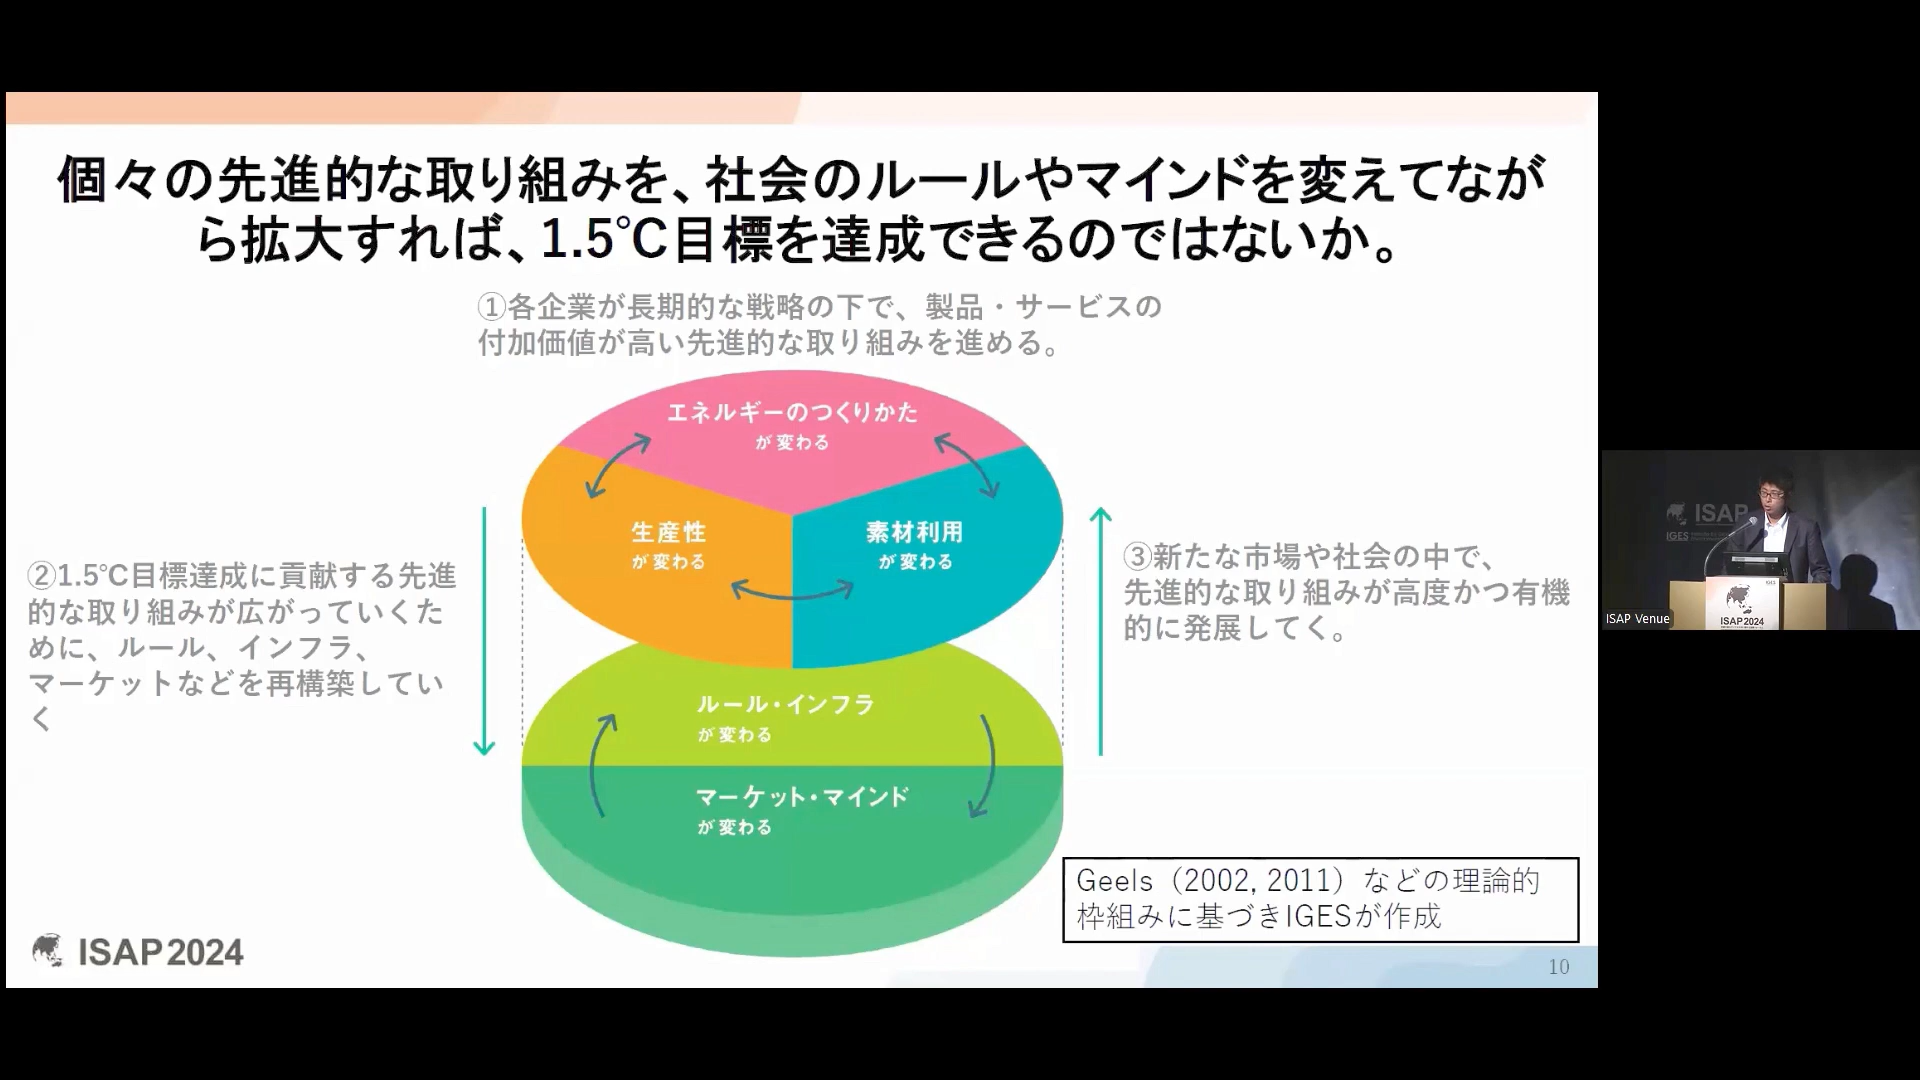 個々の先進的な取り組みを、社会のルールやマインドを変えてなが
ら拡大すれば、1.5℃目標を達成できるのではないか。
①各企業が長期的な戦略の下で、製品・サービスの
付加価値が高い先進的な取り組みを進める。
エネルギーのつくりかた
が変わる
生産性
が変わる
素材利用
が変わる
②1.5℃目標達成に貢献する先進
的な取り組みが広がっていくた
めに、ルール、インフラ、
マーケットなどを再構築してい
く
③新たな市場や社会の中で、
先進的な取り組みが高度かつ有機
的に発展してく。
ルール・インフラ
が変わる
マーケット・マインド
が変わる
Geels（2002, 2011）などの理論的
枠組みに基づきIGESが作成
ISAP2024
10
ISAP
IGES
ISAP Venue
ISAP2024